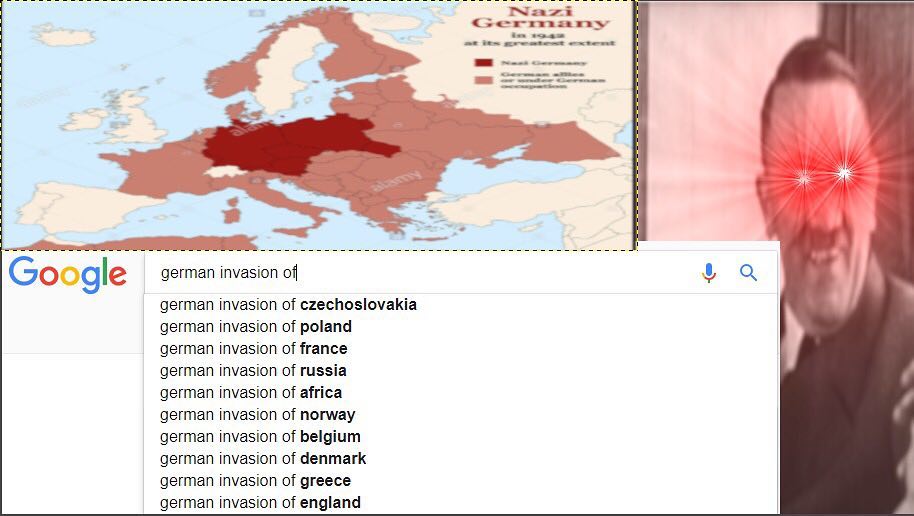 Nazi
Germany
in 1942
at its greatest extent
Nazi Germany
German allies
or under German
occupation
alamy
alamy
Google
german invasion of
german invasion of czechoslovakia
german invasion of poland
german invasion of france
german invasion of russia
german invasion of africa
german invasion of norway
german invasion of belgium
german invasion of denmark
german invasion of greece
german invasion of england